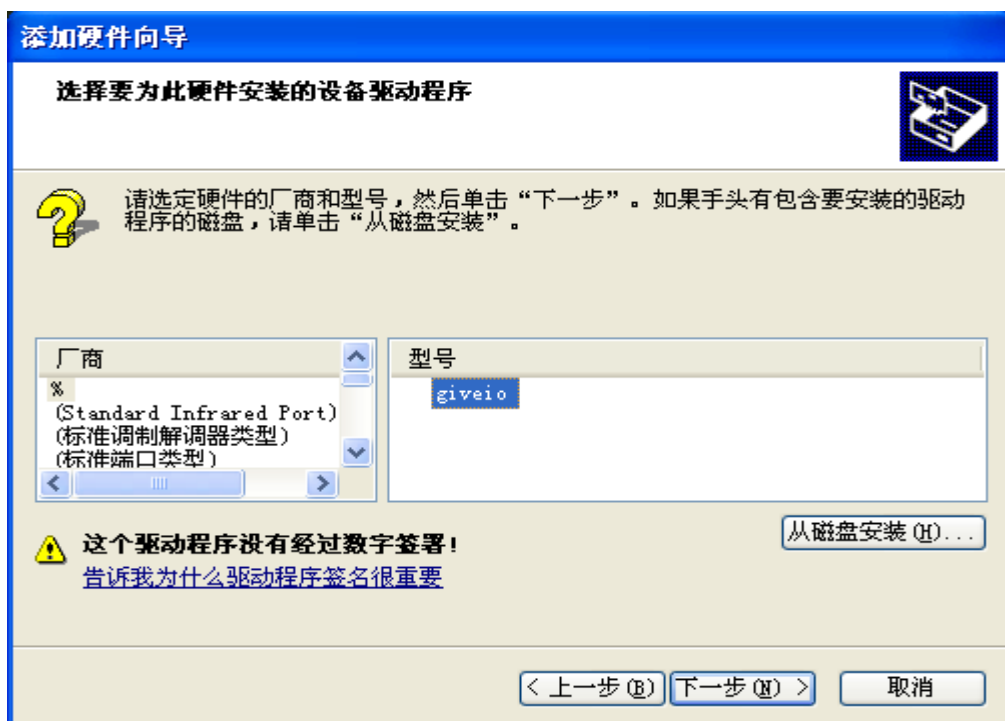 添加硬件向导
选择要为此硬件安装的设备驱动程序
请选定硬件的厂商和型号，然后单击“下一步”。如果手头有包含要安装的驱动
程序的磁盘，请单击“从磁盘安装”。
厂商
%
(Standard Infrared Port)
(标准调制解调器类型)
(标准端口类型)
型号
giveio
从磁盘安装(H)...
这个驱动程序没有经过数字签署!
告诉我为什么驱动程序签名很重要
< 上一步(B)
下一步(N) >
取消